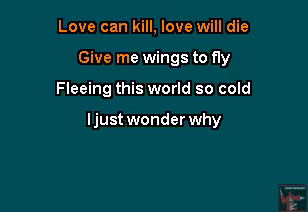 Love can kill, love will die
Give me wings to fly
Fleeing this world so cold
I just wonder why